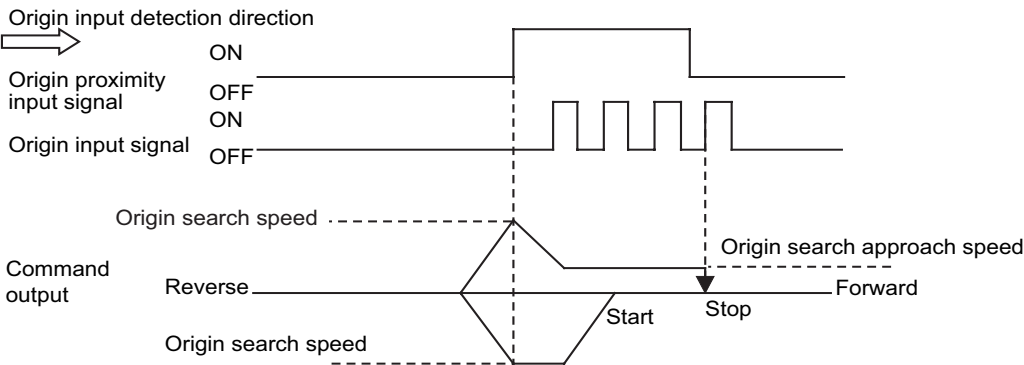 Origin input detection direction
ON
Origin proximity
input signal
OFF
ON
Origin input signal
OFF
Origin search speed
Origin search approach speed
Command
output
Reverse
Forward
Start
Stop
Origin search speed